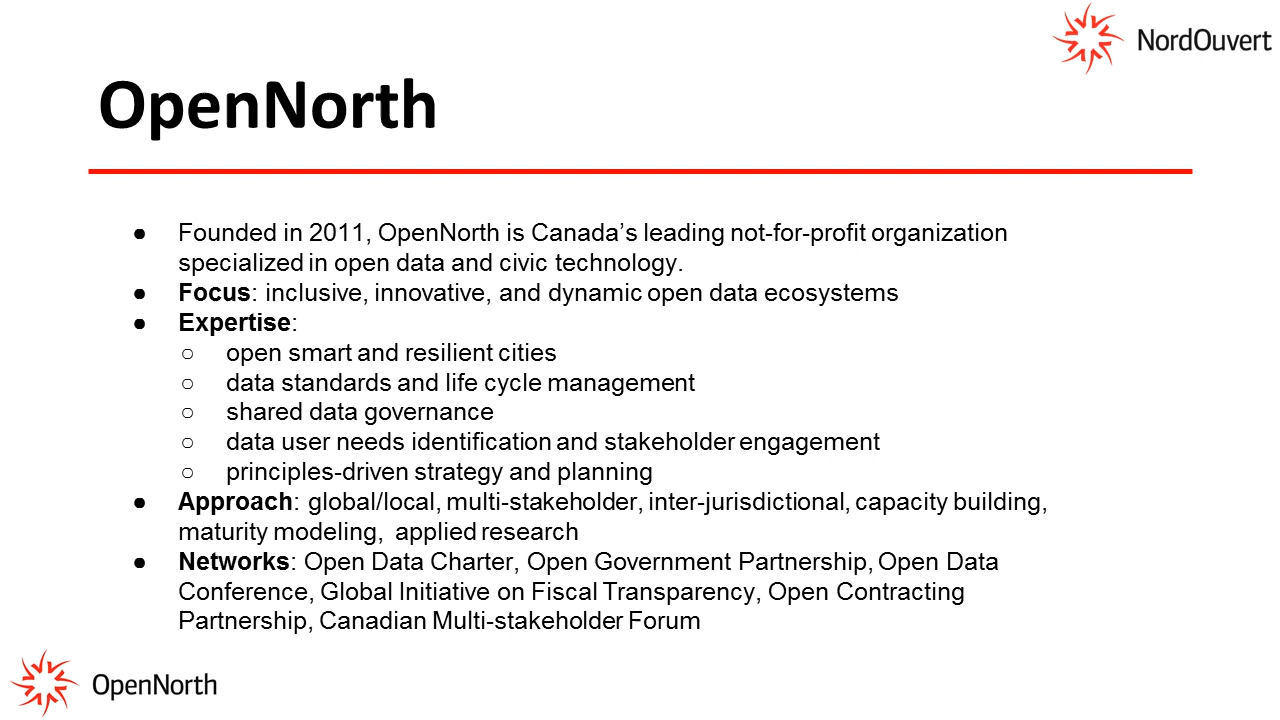 NordOuvert
OpenNorth
● Founded in 2011, OpenNorth is Canada’s leading not-for-profit organization
specialized in open data and civic technology.
● Focus: inclusive, innovative, and dynamic open data ecosystems
● Expertise:
○ open smart and resilient cities
○ data standards and life cycle management
○ shared data governance
○ data user needs identification and stakeholder engagement
○ principles-driven strategy and planning
● Approach: global/local, multi-stakeholder, inter-jurisdictional, capacity building,
maturity modeling,  applied research
● Networks: Open Data Charter, Open Government Partnership, Open Data
Conference, Global Initiative on Fiscal Transparency, Open Contracting
Partnership, Canadian Multi-stakeholder Forum
OpenNorth